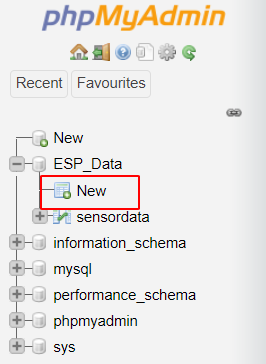 phpMyAdmin
Recent Favourites
New
ESP_Data
New
sensordata
information_schema
mysql
performance_schema
phpmyadmin
sys